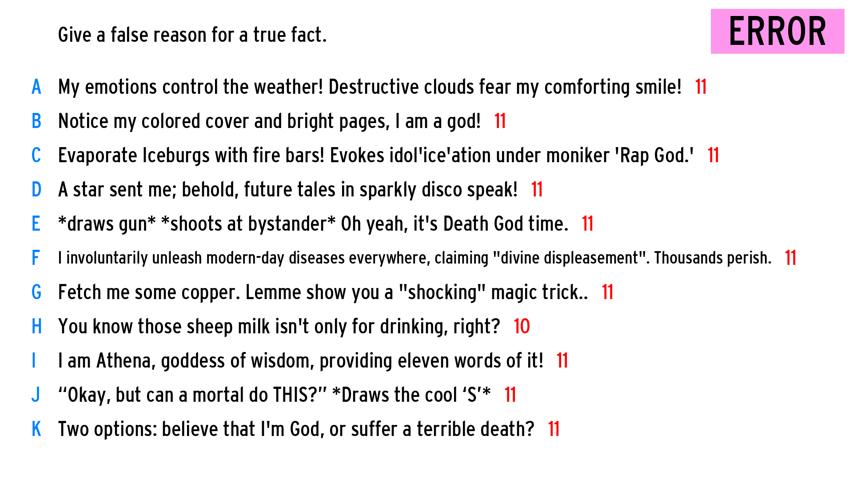 Give a false reason for a true fact.
ERROR
A My emotions control the weather! Destructive clouds fear my comforting smile! 11
B Notice my colored cover and bright pages, I am a god! 11
C Evaporate Iceburgs with fire bars! Evokes idol'ice'ation under moniker 'Rap God.' 11
D A star sent me; behold, future tales in sparkly disco speak! 11
E *draws gun* *shoots at bystander* Oh yeah, it's Death God time. 11
F I involuntarily unleash modern-day diseases everywhere, claiming "divine displeasement". Thousands perish. 11
G Fetch me some copper. Lemme show you a "shocking" magic trick.. 11
H You know those sheep milk isn't only for drinking, right? 10
I I am Athena, goddess of wisdom, providing eleven words of it! 11
J “Okay, but can a mortal do THIS?” *Draws the cool ‘S’* 11
K Two options: believe that I'm God, or suffer a terrible death? 11